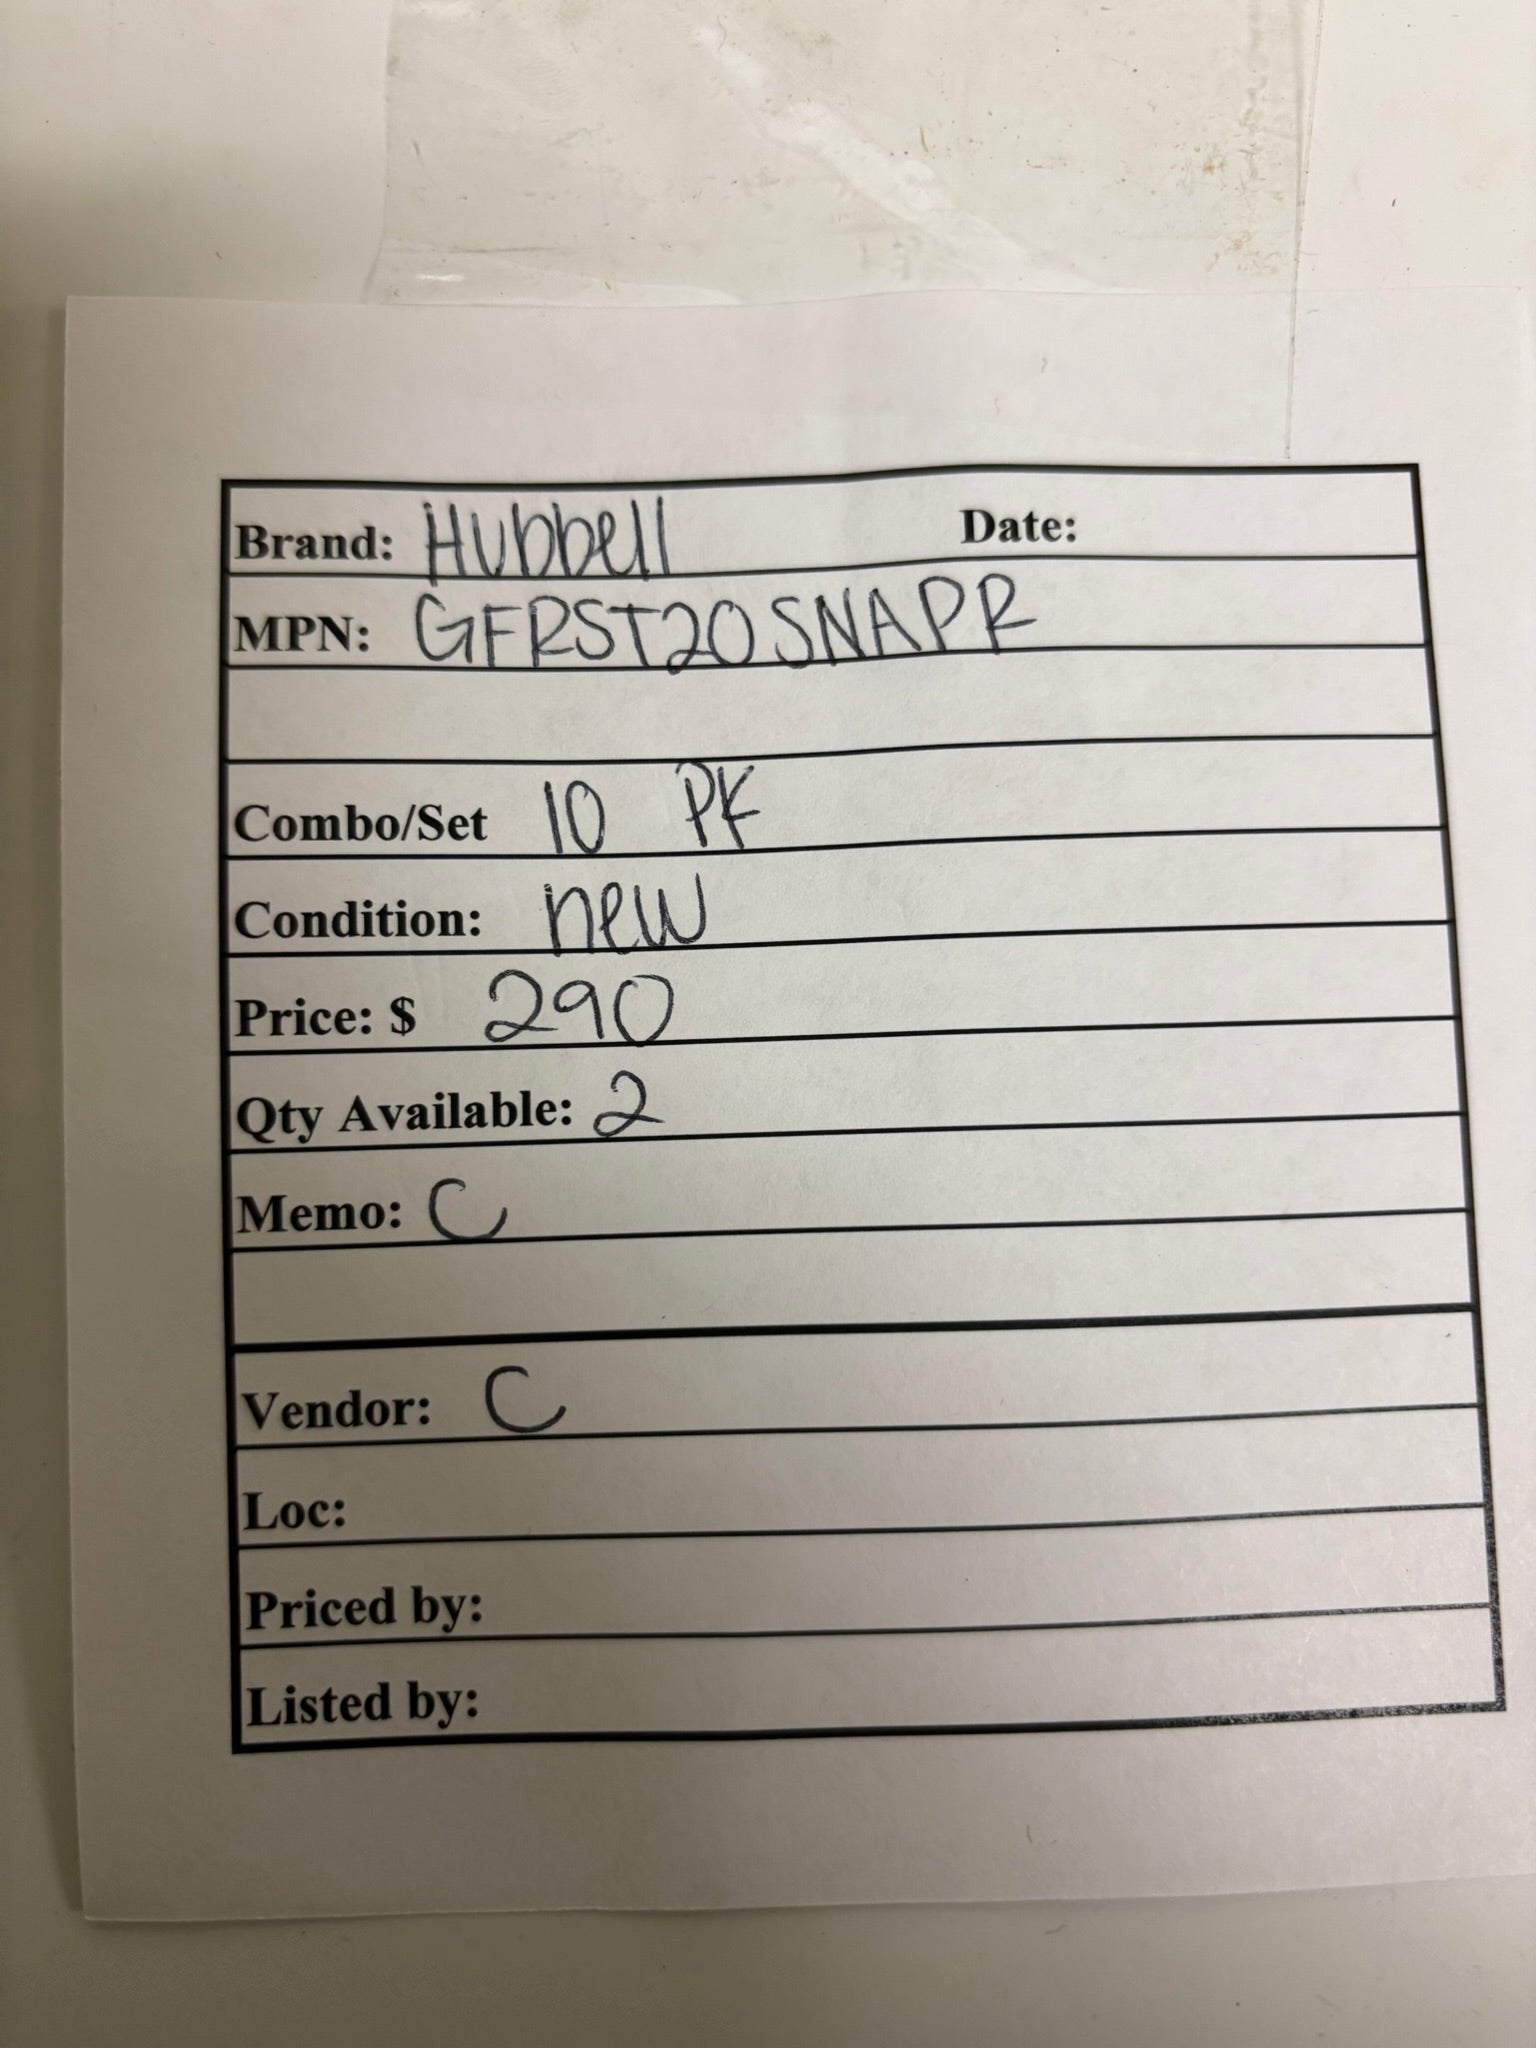 Brand: Hubbell Date:
MPN: GFRST20SNAPR
Combo/Set 10 PK
Condition: new
Price: $ 290
Qty Available: 2
Memo: C
Vendor: C
Loc:
Priced by:
Listed by: